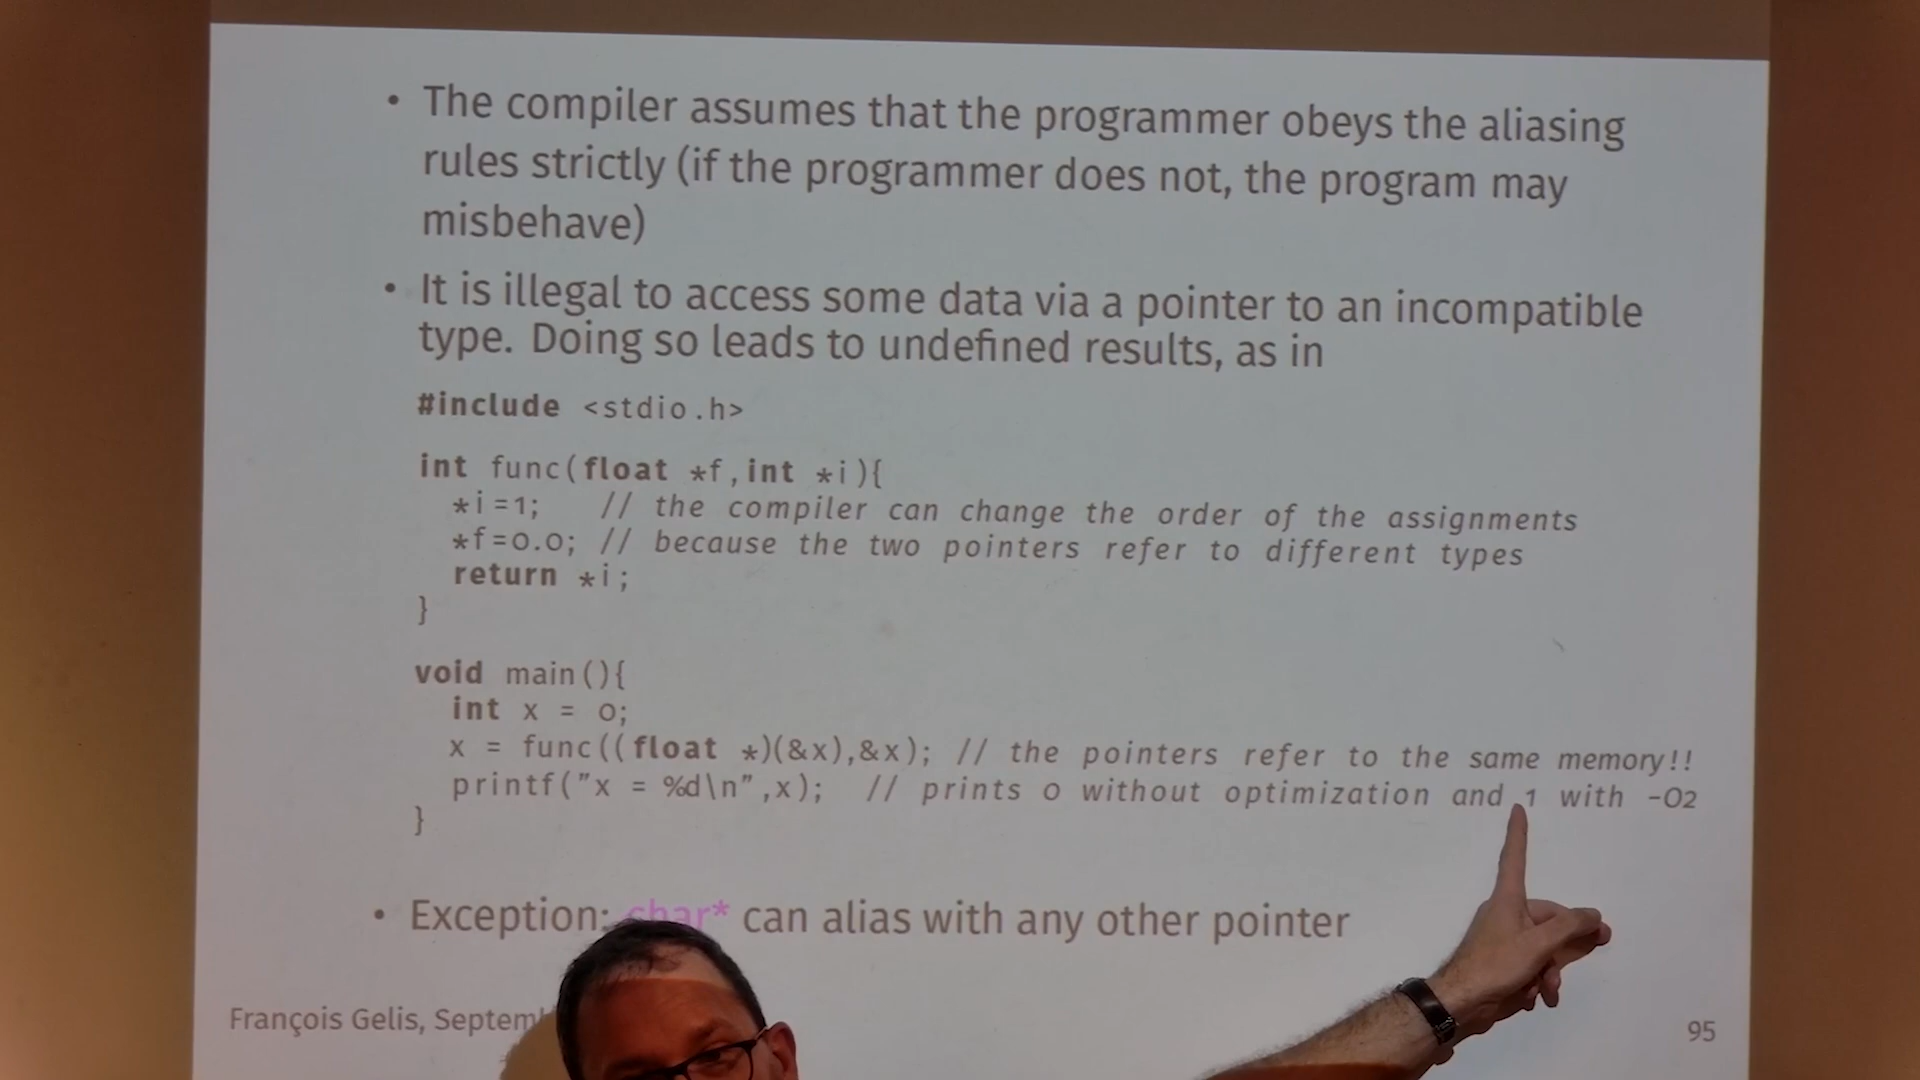 • The compiler assumes that the programmer obeys the aliasing
rules strictly (if the programmer does not, the program may
misbehave)
• It is illegal to access some data via a pointer to an incompatible
type. Doing so leads to undefined results, as in
#include <stdio.h>
int func(float *f,int *i){
*i=1; // the compiler can change the order of the assignments
*f=0.0; // because the two pointers refer to different types
return *i;
}
void main(){
int x = 0;
x = func((float *)(&x),&x); // the pointers refer to the same memory!!
printf("x = %d\n",x); // prints 0 without optimization and 1 with -O2
}
• Exception: char* can alias with any other pointer
François Gelis,
95